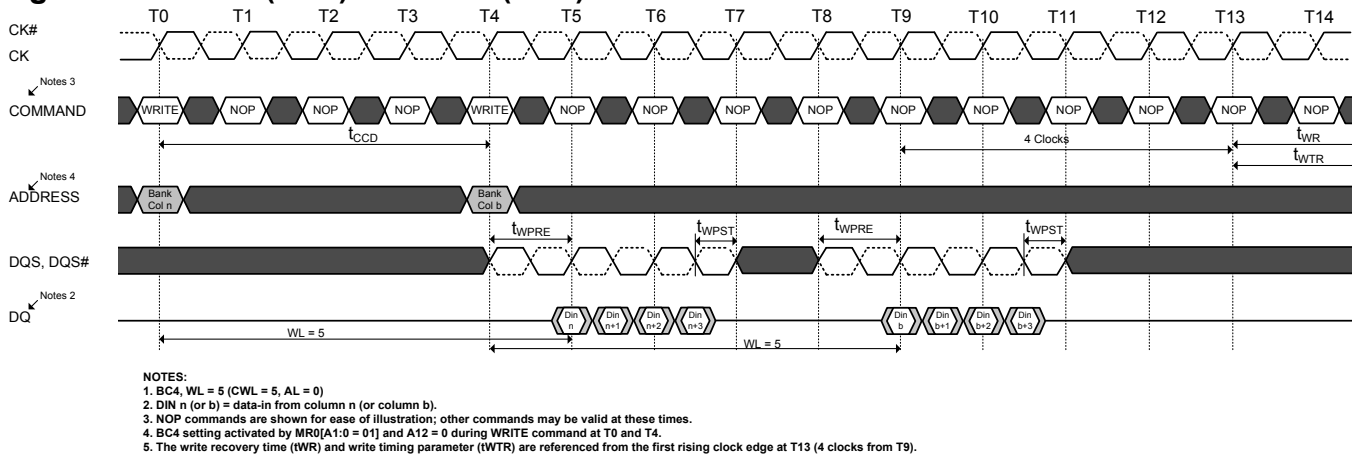 T0 T1 T2 T3 T4 T5 T6 T7 T8 T9 T10 T11 T12 T13 T14
CK#
CK
Notes 3
COMMAND
WRITE NOP NOP NOP WRITE NOP NOP NOP NOP NOP NOP NOP NOP NOP NOP
tCCD
4 Clocks
tWR
tWTR
Notes 4
ADDRESS
Bank Col n
Bank Col b
tWPRE tWPST tWPRE tWPST
DQS, DQS#
Notes 2
DQ
Din n Din n+1 Din n+2 Din n+3 Din b Din b+1 Din b+2 Din b+3
WL = 5
WL = 5
NOTES:
1. BC4, WL = 5 (CWL = 5, AL = 0)
2. DIN n (or b) = data-in from column n (or column b).
3. NOP commands are shown for ease of illustration; other commands may be valid at these times.
4. BC4 setting activated by MR0[A1:0 = 01] and A12 = 0 during WRITE command at T0 and T4.
5. The write recovery time (tWR) and write timing parameter (tWTR) are referenced from the first rising clock edge at T13 (4 clocks from T9).